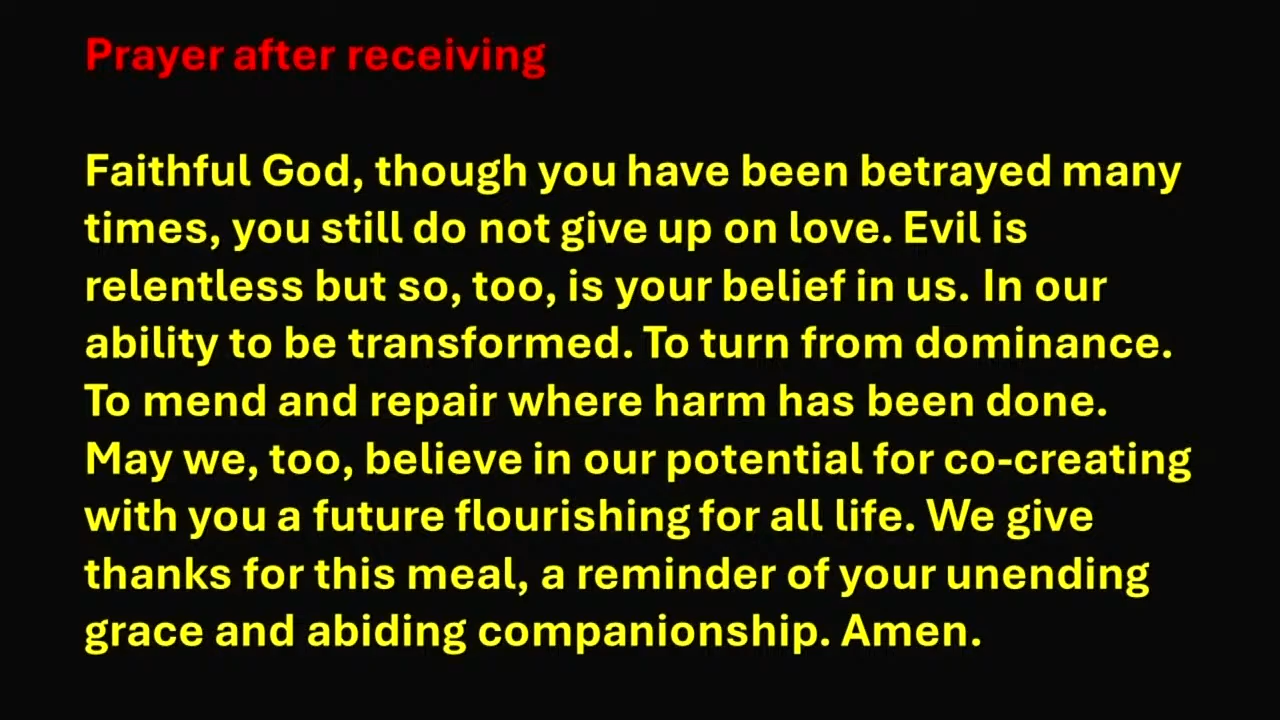 Prayer after receiving
Faithful God, though you have been betrayed many
times, you still do not give up on love. Evil is
relentless but so, too, is your belief in us. In our
ability to be transformed. To turn from dominance.
To mend and repair where harm has been done.
May we, too, believe in our potential for co-creating
with you a future flourishing for all life. We give
thanks for this meal, a reminder of your unending
grace and abiding companionship. Amen.